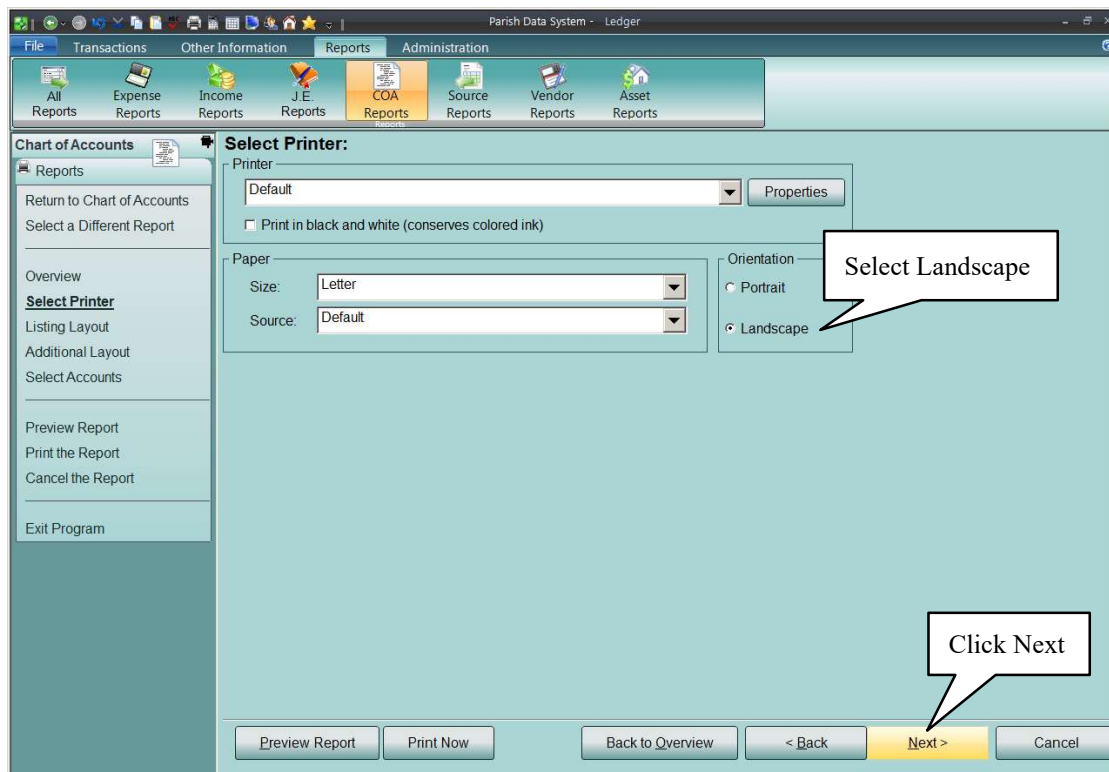 Parish Data System - Ledger
File Transactions Other Information Reports Administration
All Reports
Expense Reports
Income Reports
J.E. Reports
COA Reports
Source Reports
Vendor Reports
Asset Reports
Reports
Chart of Accounts
Reports
Return to Chart of Accounts
Select a Different Report
Overview
Select Printer
Listing Layout
Additional Layout
Select Accounts
Preview Report
Print the Report
Cancel the Report
Exit Program
Select Printer:
Printer
Default
Properties
Print in black and white (conserves colored ink)
Paper
Size: Letter
Source: Default
Orientation
Portrait
Landscape
Select Landscape
Click Next
Preview Report Print Now Back to Overview < Back Next > Cancel